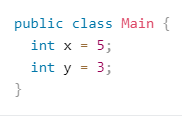 public class Main {
  int x = 5;
  int y = 3;
}